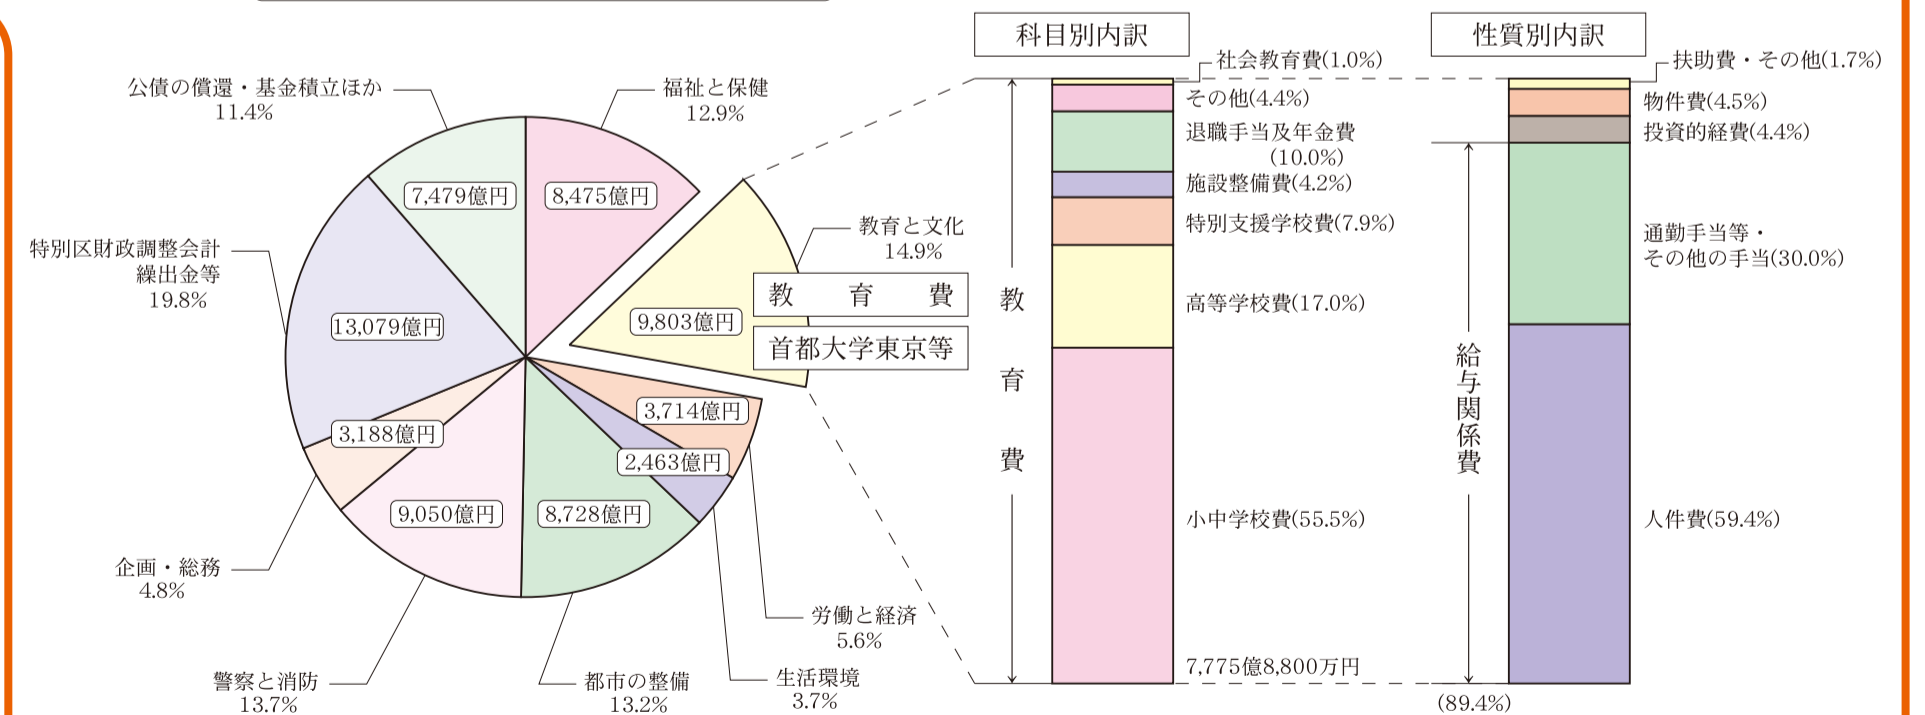 公債の償還・基金積立ほか
11.4%
福祉と保健
12.9%
7,479億円
8,475億円
特別区財政調整会計
繰出金等
19.8%
13,079億円
教育と文化
14.9%
9,803億円
教育費
首都大学東京等
3,714億円
2,463億円
3,188億円
9,050億円
8,728億円
企画・総務
4.8%
警察と消防
13.7%
都市の整備
13.2%
生活環境
3.7%
労働と経済
5.6%
科目別内訳
社会教育費(1.0%)
その他(4.4%)
退職手当及年金費
(10.0%)
施設整備費(4.2%)
特別支援学校費(7.9%)
高等学校費(17.0%)
教育費
小中学校費(55.5%)
7,775億8,800万円
性質別内訳
扶助費・その他(1.7%)
物件費(4.5%)
投資的経費(4.4%)
通勤手当等・
その他の手当(30.0%)
給与関係費
人件費(59.4%)
(89.4%)